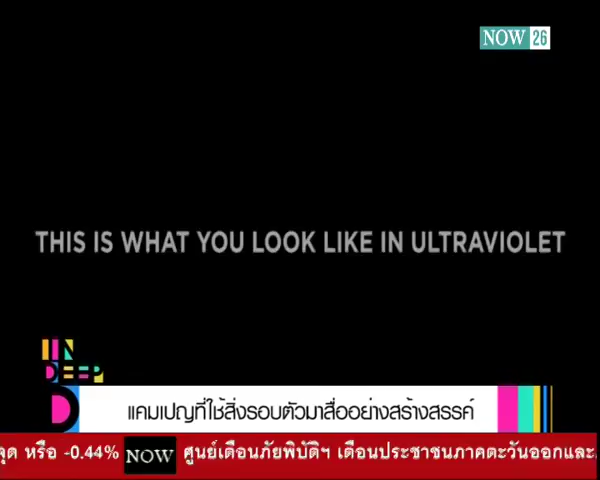 NOW 26
THIS IS WHAT YOU LOOK LIKE IN ULTRAVIOLET
IN
DEEP
D
แคมเปญที่ใช้สิ่งรอบตัวมาสื่ออย่างสร้างสรรค์
จุด หรือ -0.44% NOW ศูนย์เตือนภัยพิบัติฯ เตือนประชาชนภาคตะวันออกและ